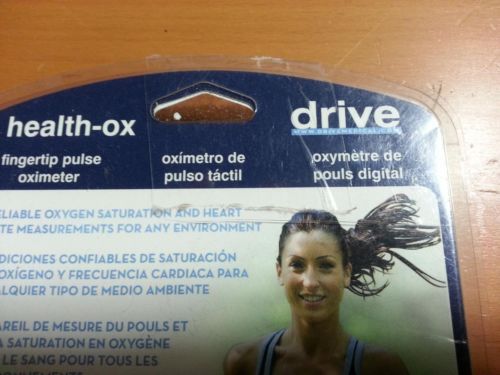 health-ox
drive
WWW.DRIVEMEDICAL.COM
fingertip pulse
oximeter
oxímetro de
pulso táctil
oxymètre de
pouls digital
ELIABLE OXYGEN SATURATION AND HEART
TE MEASUREMENTS FOR ANY ENVIRONMENT
DICIONES CONFIABLES DE SATURACIÓN
OXÍGENO Y FRECUENCIA CARDIACA PARA
ALQUIER TIPO DE MEDIO AMBIENTE
AREIL DE MESURE DU POULS ET
A SATURATION EN OXYGÈNE
LE SANG POUR TOUS LES